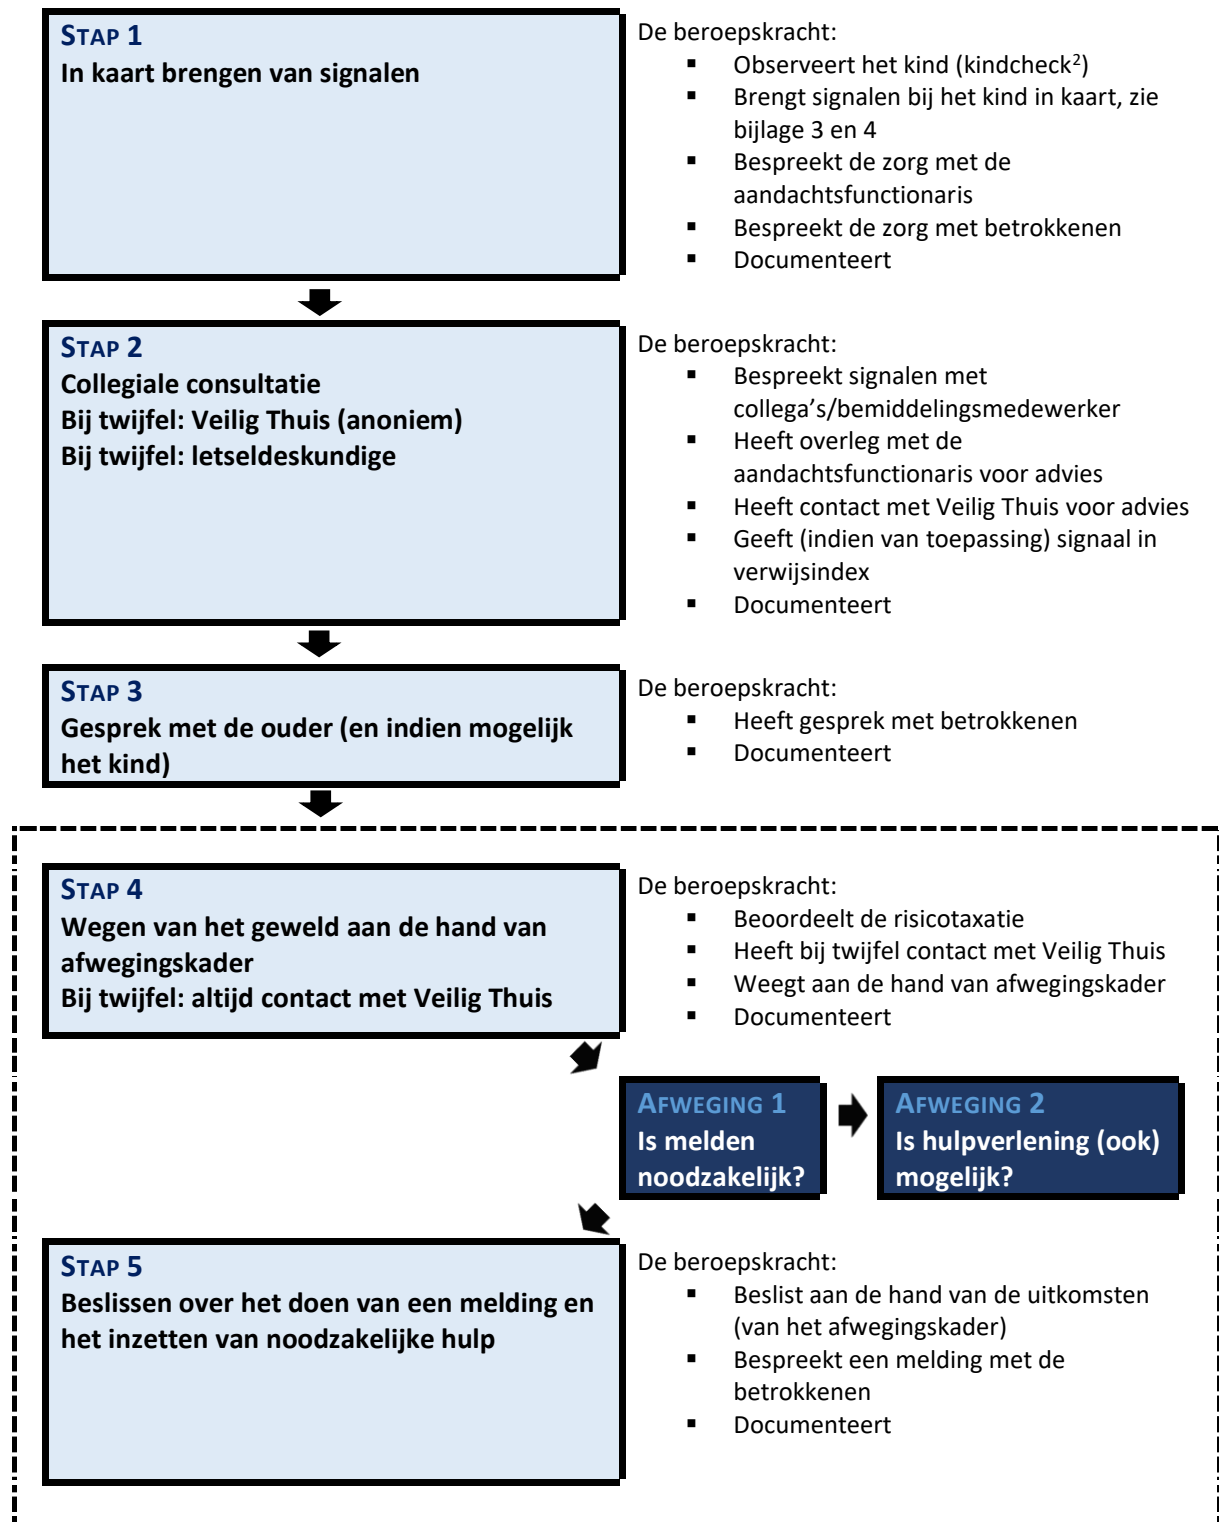 STAP 1
In kaart brengen van signalen
De beroepskracht:
▪ Observeert het kind (kindcheck²)
▪ Brengt signalen bij het kind in kaart, zie
bijlage 3 en 4
▪ Bespreekt de zorg met de
aandachtsfunctionaris
▪ Bespreekt de zorg met betrokkenen
▪ Documenteert
STAP 2
Collegiale consultatie
Bij twijfel: Veilig Thuis (anoniem)
Bij twijfel: letseldeskundige
De beroepskracht:
▪ Bespreekt signalen met
collega’s/bemiddelingsmedewerker
▪ Heeft overleg met de
aandachtsfunctionaris voor advies
▪ Heeft contact met Veilig Thuis voor advies
▪ Geeft (indien van toepassing) signaal in
verwijsindex
▪ Documenteert
STAP 3
Gesprek met de ouder (en indien mogelijk
het kind)
De beroepskracht:
▪ Heeft gesprek met betrokkenen
▪ Documenteert
STAP 4
Wegen van het geweld aan de hand van
afwegingskader
Bij twijfel: altijd contact met Veilig Thuis
De beroepskracht:
▪ Beoordeelt de risicotaxatie
▪ Heeft bij twijfel contact met Veilig Thuis
▪ Weegt aan de hand van afwegingskader
▪ Documenteert
AFWEGING 1
Is melden
noodzakelijk?
AFWEGING 2
Is hulpverlening (ook)
mogelijk?
STAP 5
Beslissen over het doen van een melding en
het inzetten van noodzakelijke hulp
De beroepskracht:
▪ Beslist aan de hand van de uitkomsten
(van het afwegingskader)
▪ Bespreekt een melding met de
betrokkenen
▪ Documenteert